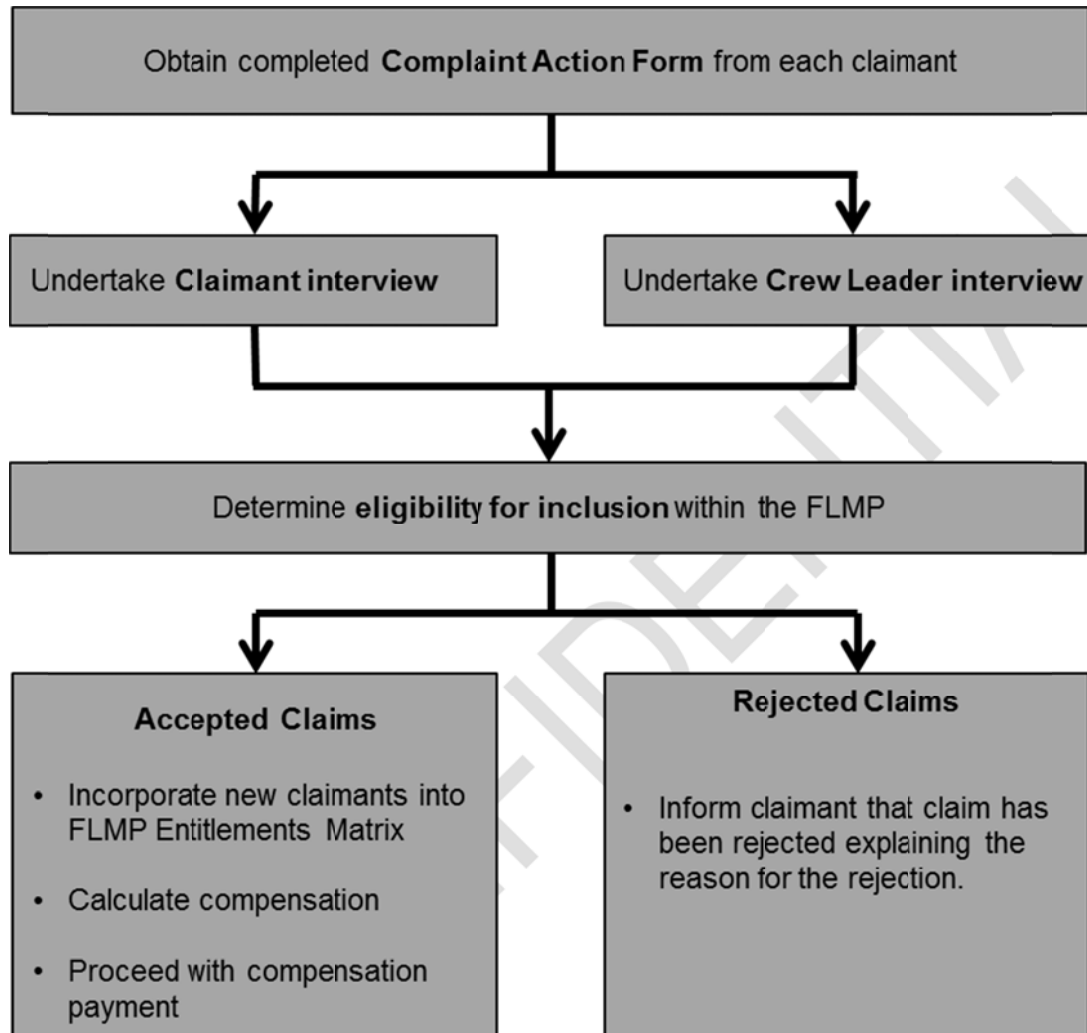 Obtain completed Complaint Action Form from each claimant
Undertake Claimant interview
Undertake Crew Leader interview
Determine eligibility for inclusion within the FLMP
Accepted Claims
• Incorporate new claimants into
FLMP Entitlements Matrix
• Calculate compensation
• Proceed with compensation
payment
Rejected Claims
• Inform claimant that claim has
been rejected explaining the
reason for the rejection.